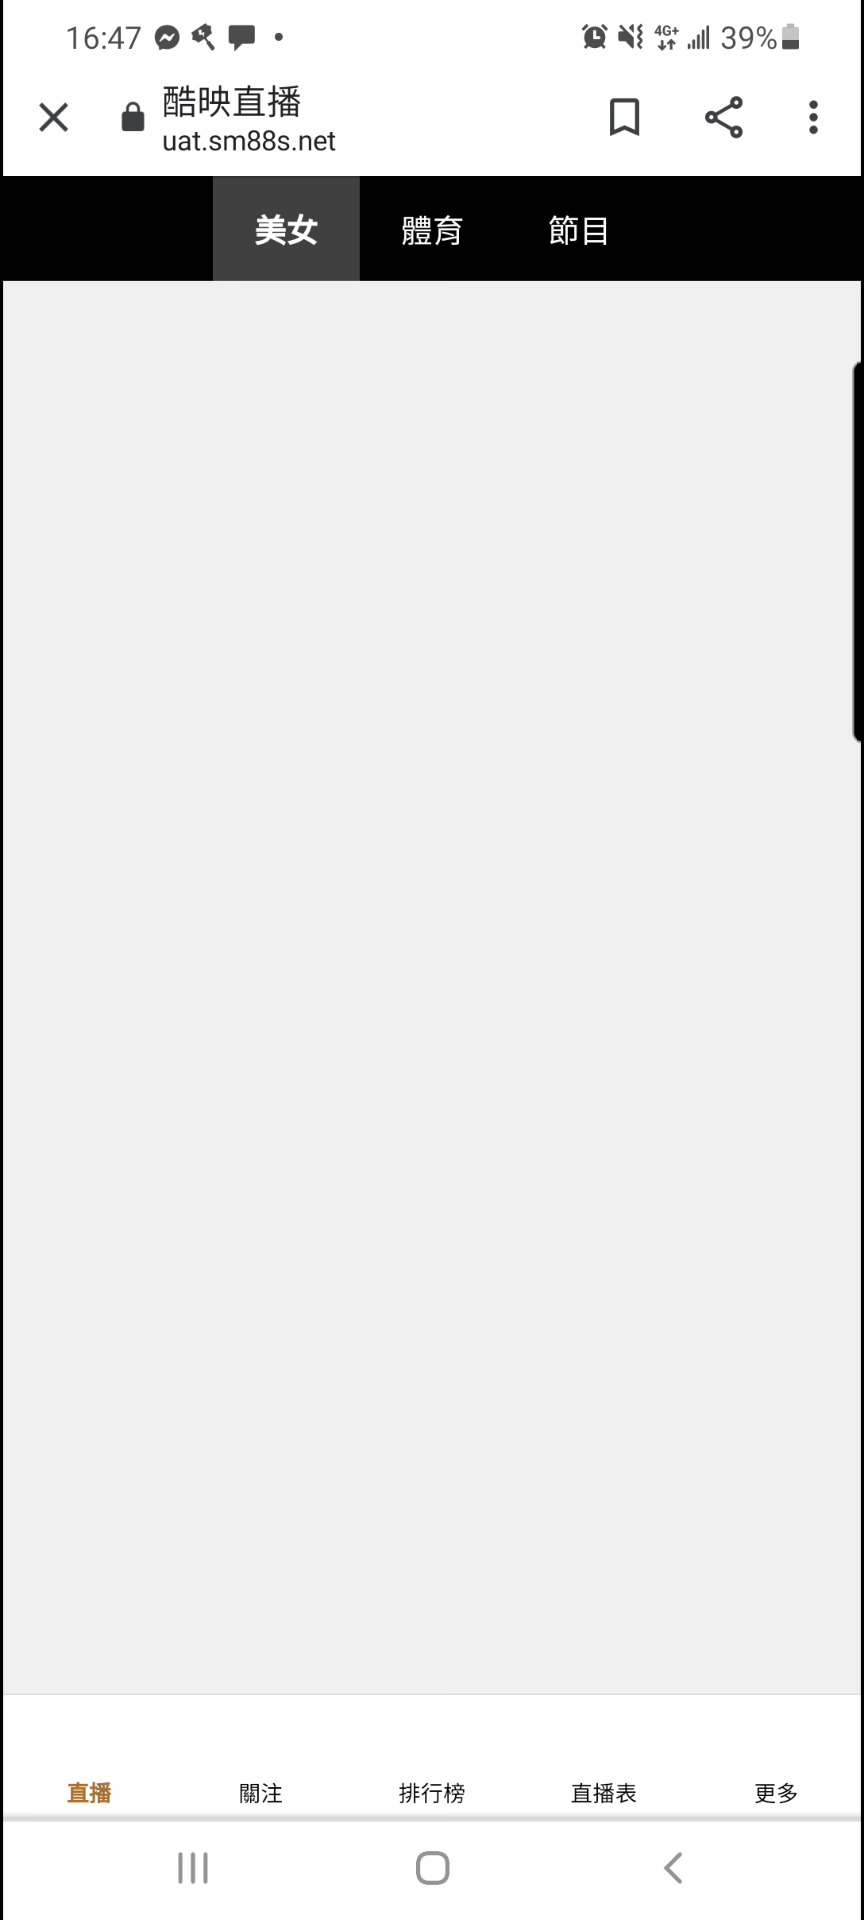 16:47 4G+ 39%
酷映直播
uat.sm88s.net
美女 體育 節目
直播 關注 排行榜 直播表 更多